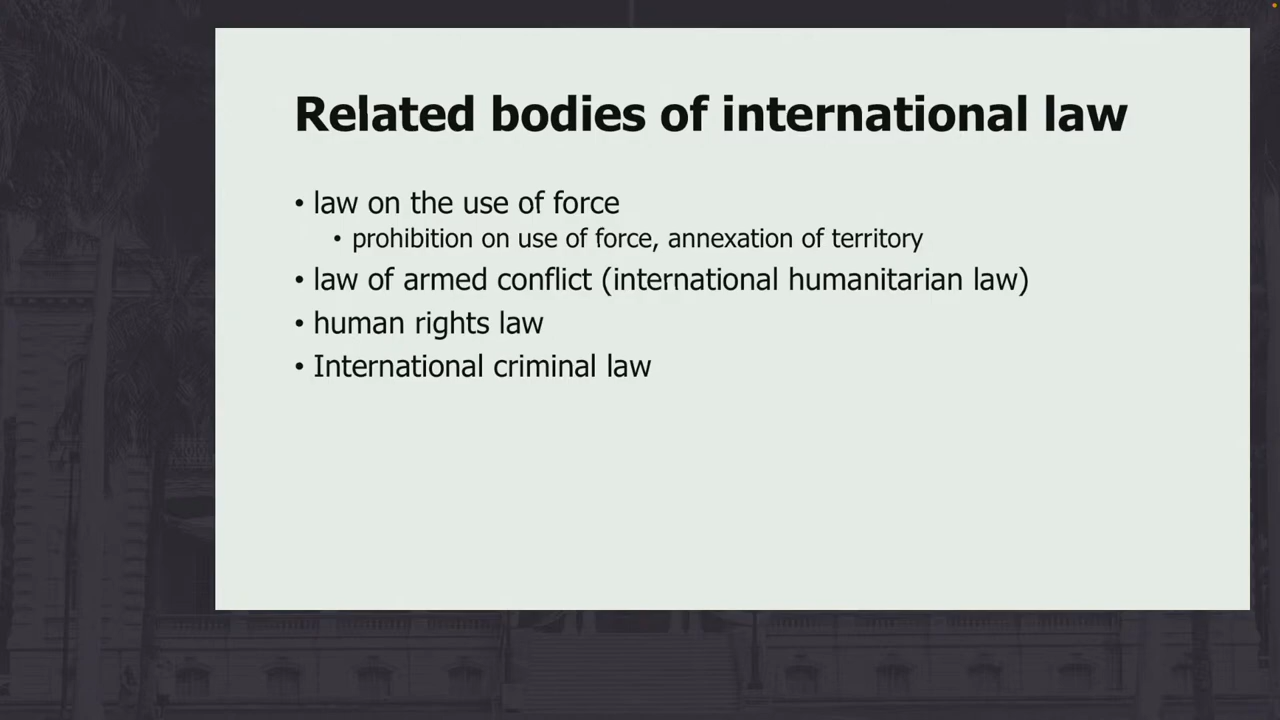 Related bodies of international law
• law on the use of force
• prohibition on use of force, annexation of territory
• law of armed conflict (international humanitarian law)
• human rights law
• International criminal law